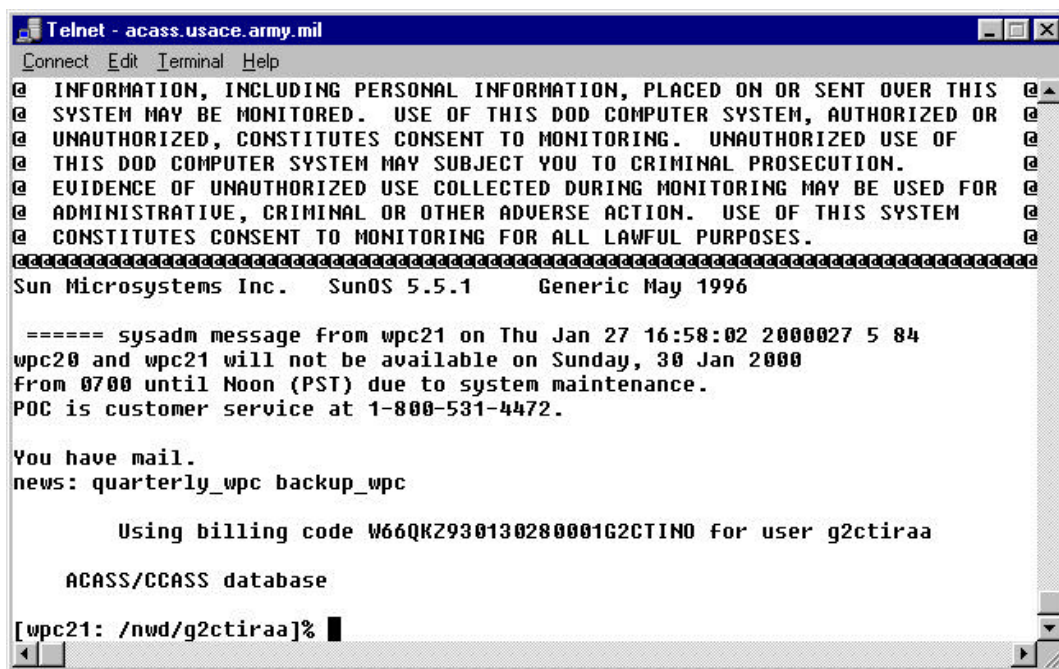 Telnet - acass.usace.army.mil
Connect Edit Terminal Help
@ INFORMATION, INCLUDING PERSONAL INFORMATION, PLACED ON OR SENT OVER THIS @
@ SYSTEM MAY BE MONITORED. USE OF THIS DOD COMPUTER SYSTEM, AUTHORIZED OR @
@ UNAUTHORIZED, CONSTITUTES CONSENT TO MONITORING. UNAUTHORIZED USE OF @
@ THIS DOD COMPUTER SYSTEM MAY SUBJECT YOU TO CRIMINAL PROSECUTION. @
@ EVIDENCE OF UNAUTHORIZED USE COLLECTED DURING MONITORING MAY BE USED FOR @
@ ADMINISTRATIVE, CRIMINAL OR OTHER ADVERSE ACTION. USE OF THIS SYSTEM @
@ CONSTITUTES CONSENT TO MONITORING FOR ALL LAWFUL PURPOSES. @
@@@@@@@@@@@@@@@@@@@@@@@@@@@@@@@@@@@@@@@@@@@@@@@@@@@@@@@@@@@@@@@@@@@@@@@@@@@@@@
Sun Microsystems Inc. SunOS 5.5.1 Generic May 1996
====== sysadm message from wpc21 on Thu Jan 27 16:58:02 2000027 5 84
wpc20 and wpc21 will not be available on Sunday, 30 Jan 2000
from 0700 until Noon (PST) due to system maintenance.
POC is customer service at 1-800-531-4472.
You have mail.
news: quarterly_wpc backup_wpc
Using billing code W66QKZ930130280001G2CTINO for user g2ctiraa
ACASS/CCASS database
[wpc21: /nwd/g2ctiraa]%